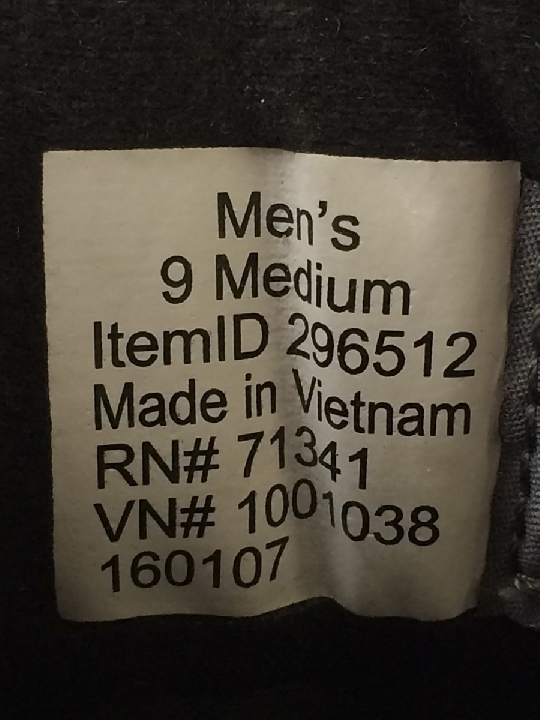 Men's
9 Medium
ItemID 296512
Made in Vietnam
RN# 71341
VN# 1001038
160107